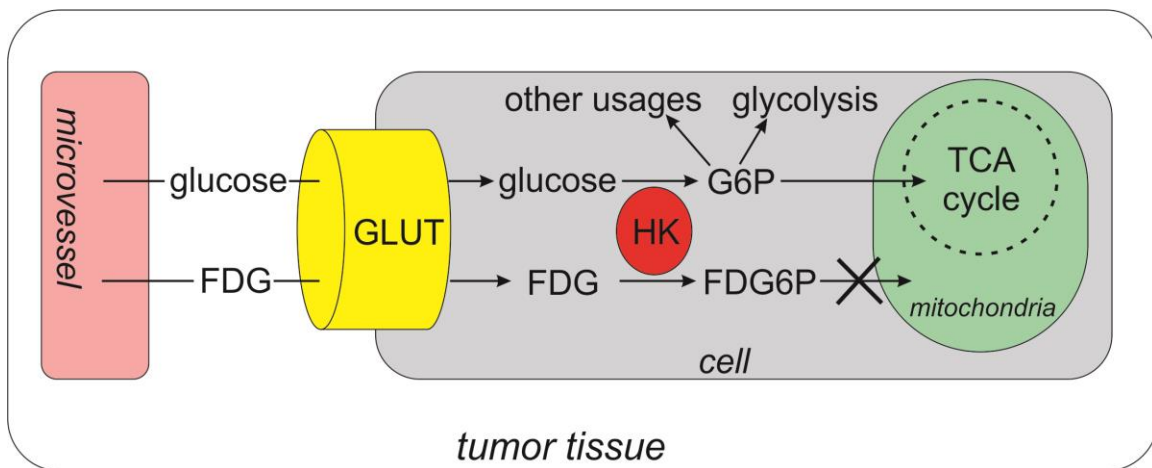 microvessel
other usages glycolysis
glucose
glucose
G6P
TCA
cycle
GLUT
HK
FDG
FDG
FDG6P
mitochondria
cell
tumor tissue